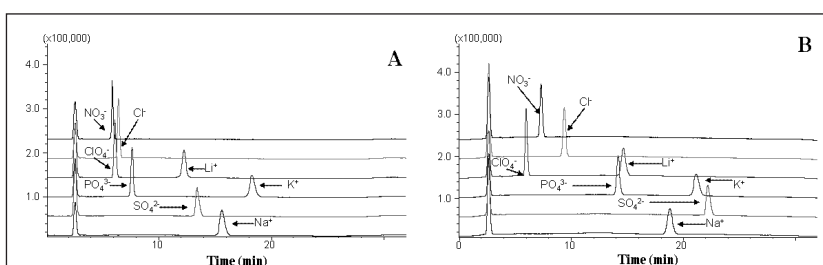 (×100,000)
A
4.0
3.0
2.0
1.0
NO₃⁻
Cl⁻
ClO₄⁻
Li⁺
PO₄³⁻
K⁺
SO₄²⁻
Na⁺
10
20
Time (min)
(×100,000)
B
4.0
3.0
2.0
1.0
NO₃⁻
Cl⁻
ClO₄⁻
Li⁺
PO₄³⁻
K⁺
SO₄²⁻
Na⁺
0
10
20
Time (min)